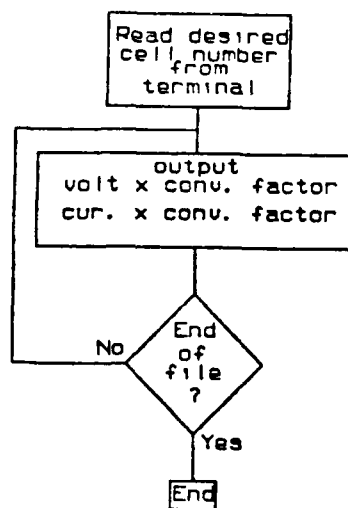 Read desired
cell number
from
terminal
output
volt x conv. factor
cur. x conv. factor
No
End
of
file
?
Yes
End